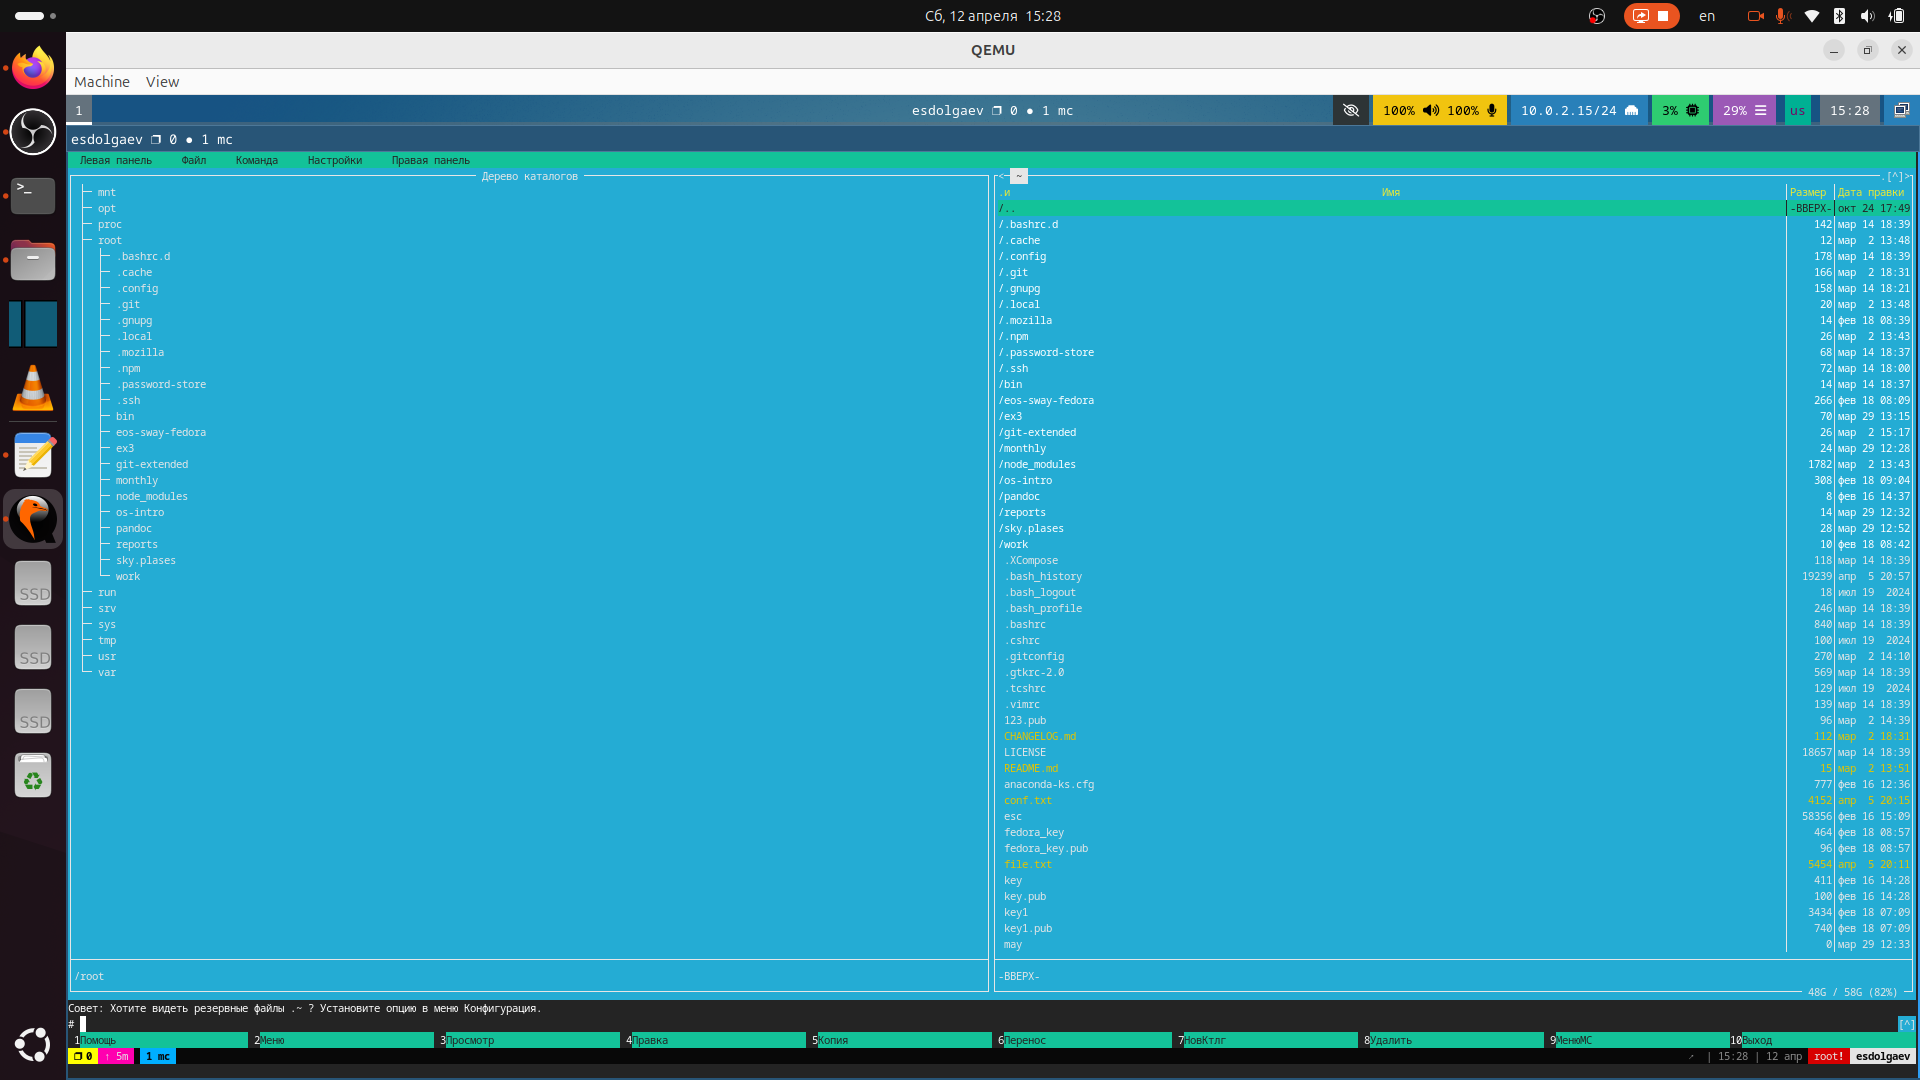 Сб, 12 апреля 15:28
en
QEMU
Machine View
1 esdolgaev 0 ● 1 mc 100% 100% 10.0.2.15/24 3% 29% us 15:28
esdolgaev 0 ● 1 mc
Левая панель Файл Команда Настройки Правая панель
Дерево каталогов
mnt
opt
proc
root
.bashrc.d
.cache
.config
.git
.gnupg
.local
.mozilla
.npm
.password-store
.ssh
bin
eos-sway-fedora
ex3
git-extended
monthly
node_modules
os-intro
pandoc
reports
sky.plases
work
run
srv
sys
tmp
usr
var
/root
<─ ~ .[^]>
.и Имя Размер Дата правки
/.. -ВВЕРХ- окт 24 17:49
/.bashrc.d 142 мар 14 18:39
/.cache 12 мар 2 13:48
/.config 178 мар 14 18:39
/.git 166 мар 2 18:31
/.gnupg 158 мар 14 18:21
/.local 20 мар 2 13:48
/.mozilla 14 фев 18 08:39
/.npm 26 мар 2 13:43
/.password-store 68 мар 14 18:37
/.ssh 72 мар 14 18:00
/bin 14 мар 14 18:37
/eos-sway-fedora 266 фев 18 08:09
/ex3 70 мар 29 13:15
/git-extended 26 мар 2 15:17
/monthly 24 мар 29 12:28
/node_modules 1782 мар 2 13:43
/os-intro 308 фев 18 09:04
/pandoc 8 фев 16 14:37
/reports 14 мар 29 12:32
/sky.plases 28 мар 29 12:52
/work 10 фев 18 08:42
.XCompose 118 мар 14 18:39
.bash_history 19239 апр 5 20:57
.bash_logout 18 июл 19 2024
.bash_profile 246 мар 14 18:39
.bashrc 840 мар 14 18:39
.cshrc 100 июл 19 2024
.gitconfig 270 мар 2 14:10
.gtkrc-2.0 569 мар 14 18:39
.tcshrc 129 июл 19 2024
.vimrc 139 мар 14 18:39
123.pub 96 мар 2 14:39
CHANGELOG.md 112 мар 2 18:31
LICENSE 18657 мар 14 18:39
README.md 15 мар 2 13:51
anaconda-ks.cfg 777 фев 16 12:36
conf.txt 4152 апр 5 20:15
esc 58356 фев 16 15:09
fedora_key 464 фев 18 08:57
fedora_key.pub 96 фев 18 08:57
file.txt 5454 апр 5 20:11
key 411 фев 16 14:28
key.pub 100 фев 16 14:28
key1 3434 фев 18 07:09
key1.pub 740 фев 18 07:09
may 0 мар 29 12:33
-ВВЕРХ-
48G / 58G (82%)
Совет: Хотите видеть резервные файлы .~ ? Установите опцию в меню Конфигурация.
# [^]
1Помощь 2Меню 3Просмотр 4Правка 5Копия 6Перенос 7НовКтлг 8Удалить 9МенюМС 10Выход
0 ↑ 5m 1 mc ↗ | 15:28 | 12 апр root! esdolgaev
SSD
SSD
SSD